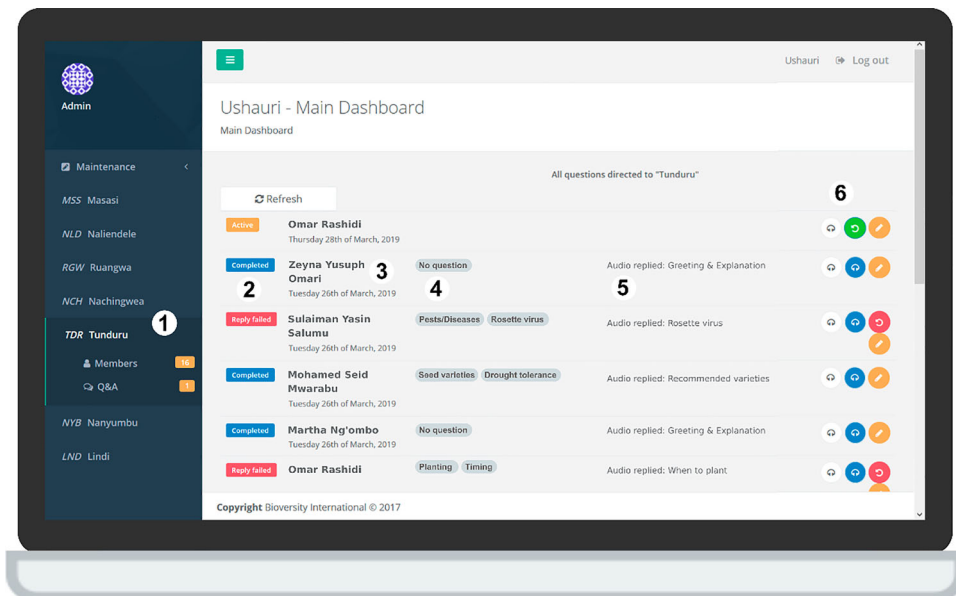 Admin
Ushauri
Log out
Ushauri - Main Dashboard
Main Dashboard
Maintenance <
MSS Masasi
NLD Naliendele
RGW Ruangwa
NCH Nachingwea
1
TDR Tunduru
Members 16
Q&A 1
NYB Nanyumbu
LND Lindi
All questions directed to "Tunduru"
Refresh
6
Active Omar Rashidi
Thursday 28th of March, 2019
Completed Zeyna Yusuph Omari No question Audio replied: Greeting & Explanation
2 3 4 5
Tuesday 26th of March, 2019
Reply failed Sulaiman Yasin Salumu Pests/Diseases Rosette virus Audio replied: Rosette virus
Tuesday 26th of March, 2019
Completed Mohamed Seid Mwarabu Seed varieties Drought tolerance Audio replied: Recommended varieties
Tuesday 26th of March, 2019
Completed Martha Ng'ombo No question Audio replied: Greeting & Explanation
Tuesday 26th of March, 2019
Reply failed Omar Rashidi Planting Timing Audio replied: When to plant
Copyright Bioversity International © 2017